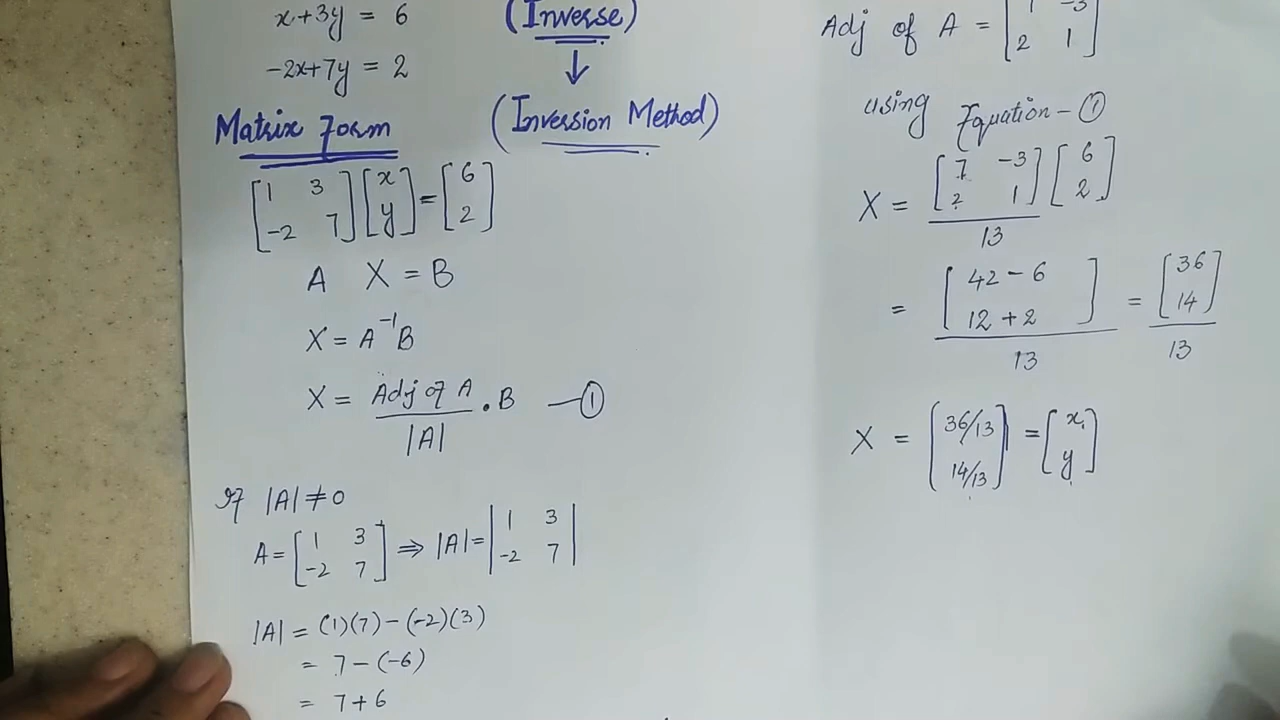 x+3y = 6
-2x+7y = 2
(Inverse)
↓
(Inversion Method)
Matrix Form
[1 3] [x] = [6]
[-2 7] [y] [2]
A X = B
X = A⁻¹B
X = Adj of A / |A| . B —①
If |A| ≠ 0
A = [1 3] ⇒ |A| = |1 3|
[-2 7] |-2 7|
|A| = (1)(7) - (-2)(3)
= 7 - (-6)
= 7 + 6
Adj of A = [ -3]
[2 1]
using Equation - ①
X = [7 -3] [6]
[2 1] [2]
13
= [42 - 6] = [36]
[12 + 2] [14]
13 13
X = [36/13] = [x]
[14/13] [y]